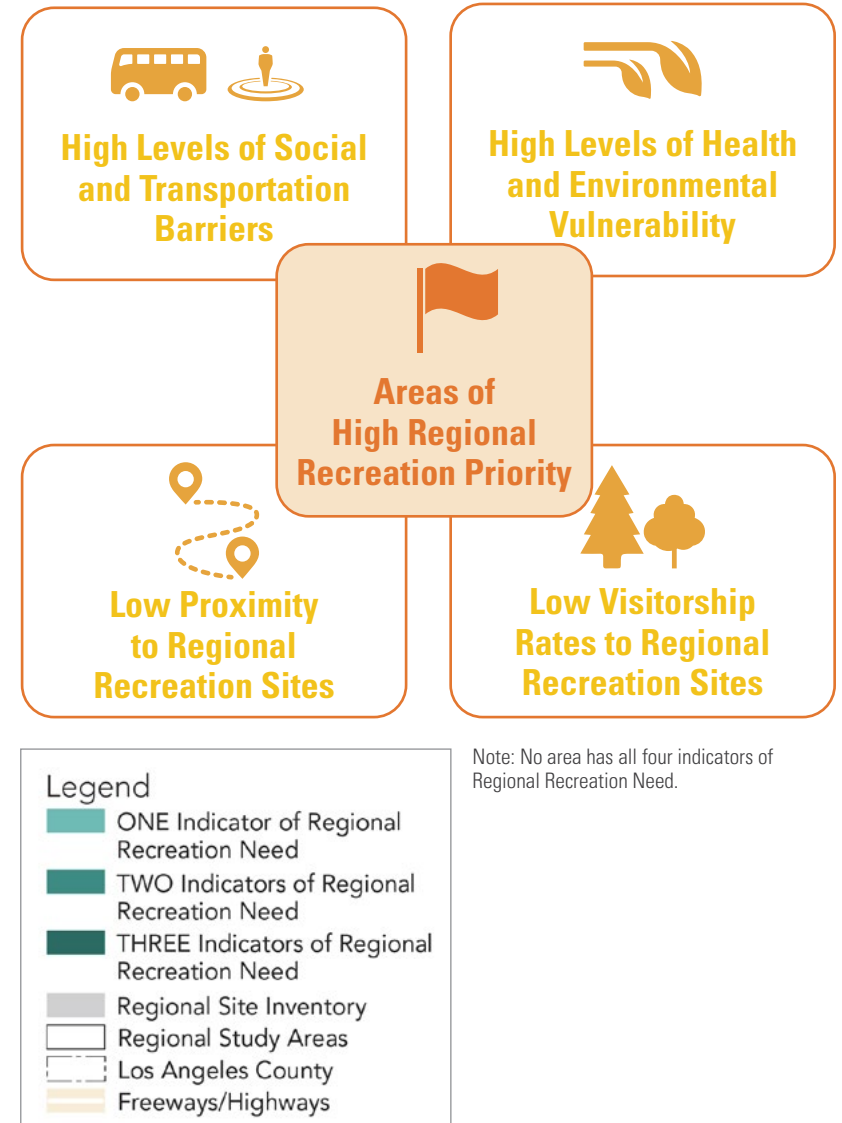 High Levels of Social
and Transportation
Barriers
High Levels of Health
and Environmental
Vulnerability
Areas of
High Regional
Recreation Priority
Low Proximity
to Regional
Recreation Sites
Low Visitorship
Rates to Regional
Recreation Sites
Legend
ONE Indicator of Regional
Recreation Need
TWO Indicators of Regional
Recreation Need
THREE Indicators of Regional
Recreation Need
Regional Site Inventory
Regional Study Areas
Los Angeles County
Freeways/Highways
Note: No area has all four indicators of
Regional Recreation Need.